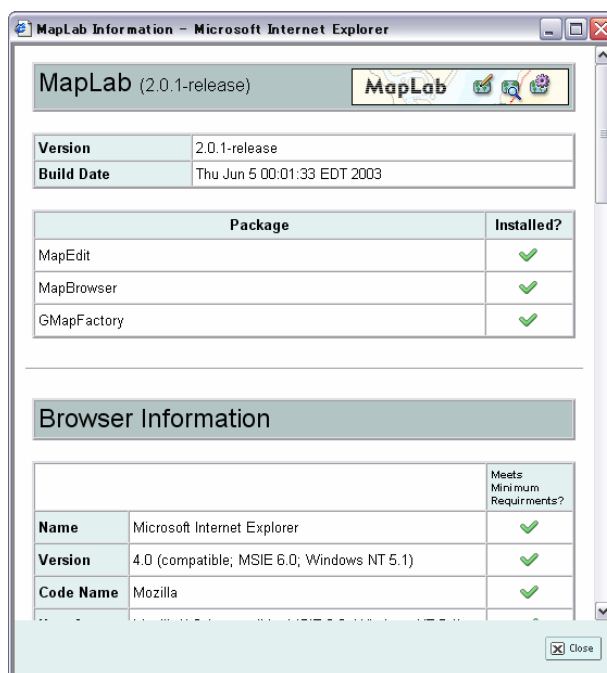 MapLab Information - Microsoft Internet Explorer
MapLab (2.0.1-release)
MapLab
Version 2.0.1-release
Build Date Thu Jun 5 00:01:33 EDT 2003
Package Installed?
MapEdit
MapBrowser
GMapFactory
Browser Information
Meets
Minimum
Requirments?
Name Microsoft Internet Explorer
Version 4.0 (compatible; MSIE 6.0; Windows NT 5.1)
Code Name Mozilla
Close